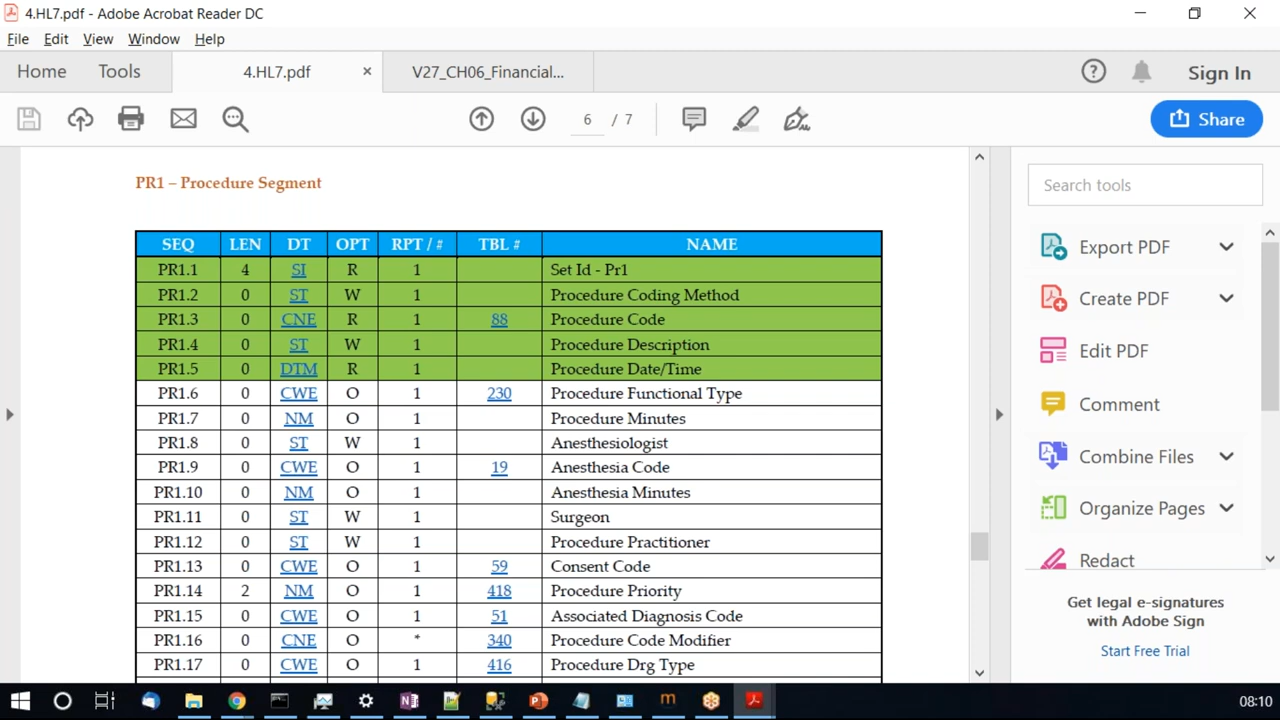 4.HL7.pdf - Adobe Acrobat Reader DC
File Edit View Window Help
Home Tools 4.HL7.pdf × V27_CH06_Financial... ? Sign In
6 / 7 Share
PR1 – Procedure Segment
SEQ LEN DT OPT RPT / # TBL # NAME
PR1.1 4 SI R 1 Set Id - Pr1
PR1.2 0 ST W 1 Procedure Coding Method
PR1.3 0 CNE R 1 88 Procedure Code
PR1.4 0 ST W 1 Procedure Description
PR1.5 0 DTM R 1 Procedure Date/Time
PR1.6 0 CWE O 1 230 Procedure Functional Type
PR1.7 0 NM O 1 Procedure Minutes
PR1.8 0 ST W 1 Anesthesiologist
PR1.9 0 CWE O 1 19 Anesthesia Code
PR1.10 0 NM O 1 Anesthesia Minutes
PR1.11 0 ST W 1 Surgeon
PR1.12 0 ST W 1 Procedure Practitioner
PR1.13 0 CWE O 1 59 Consent Code
PR1.14 2 NM O 1 418 Procedure Priority
PR1.15 0 CWE O 1 51 Associated Diagnosis Code
PR1.16 0 CNE O * 340 Procedure Code Modifier
PR1.17 0 CWE O 1 416 Procedure Drg Type
Search tools
Export PDF
Create PDF
Edit PDF
Comment
Combine Files
Organize Pages
Redact
Get legal e-signatures
with Adobe Sign
Start Free Trial
08:10